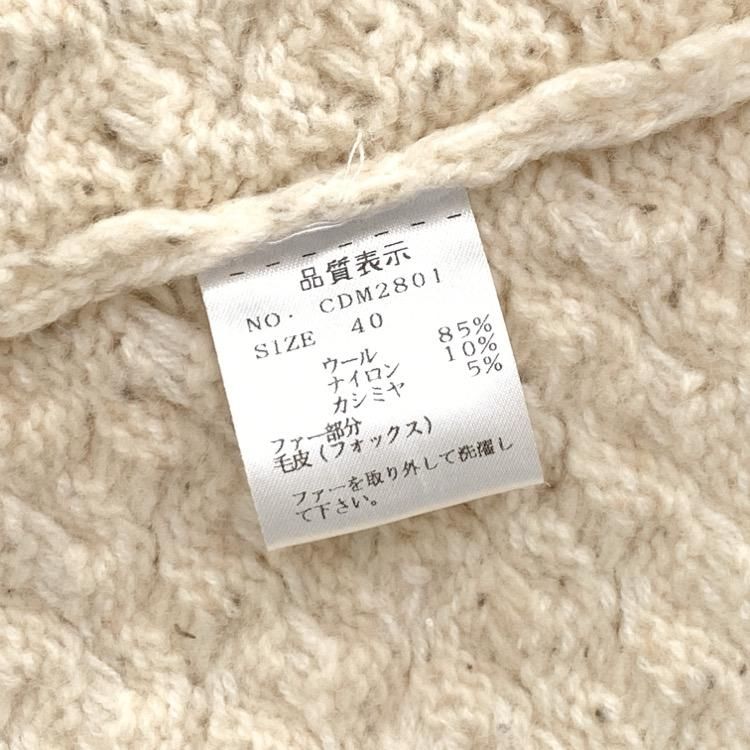 品質表示
NO. CDM2801
SIZE 40
ウール 85%
ナイロン 10%
カシミヤ 5%
ファー部分
毛皮(フォックス)
ファーを取り外して洗濯し
て下さい。